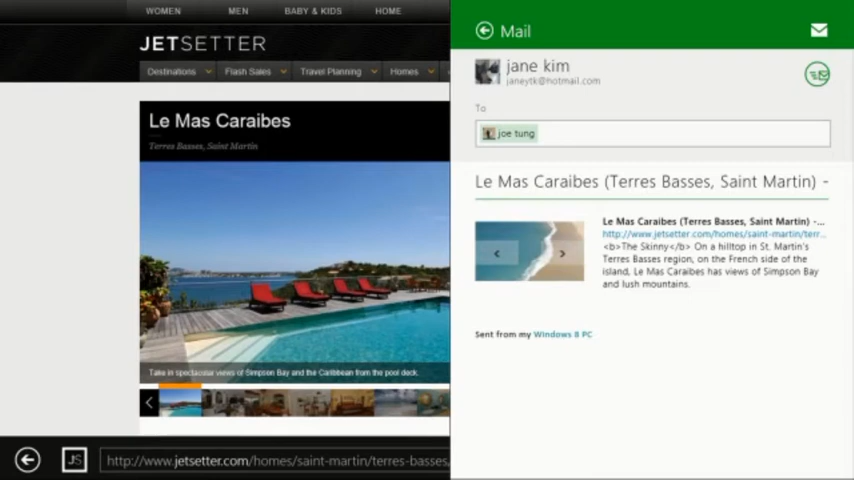 WOMEN MEN BABY & KIDS HOME
JETSETTER
Destinations Flash Sales Travel Planning Homes
Le Mas Caraibes
Terres Basses, Saint Martin
Take in spectacular views of Simpson Bay and the Caribbean from the pool deck.
JS http://www.jetsetter.com/homes/saint-martin/terres-basses,
Mail
jane kim
janeytk@hotmail.com
To
joe tung
Le Mas Caraibes (Terres Basses, Saint Martin) -
Le Mas Caraibes (Terres Basses, Saint Martin) -...
http://www.jetsetter.com/homes/saint-martin/terr...
<b>The Skinny</b> On a hilltop in St. Martin's
Terres Basses region, on the French side of the
island, Le Mas Caraibes has views of Simpson Bay
and lush mountains.
Sent from my Windows 8 PC